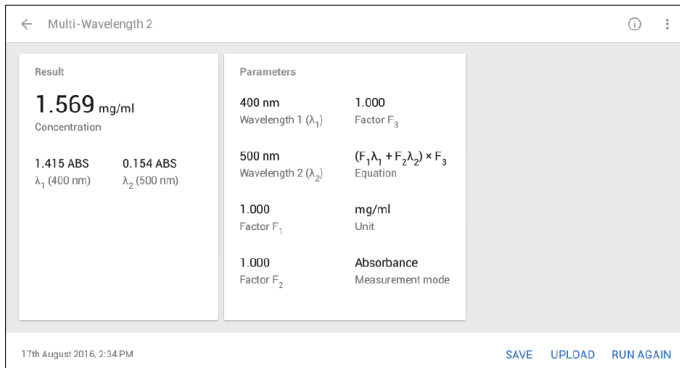 Multi-Wavelength 2
Result
1.569 mg/ml
Concentration
1.415 ABS 0.154 ABS
λ₁ (400 nm) λ₂ (500 nm)
Parameters
400 nm 1.000
Wavelength 1 (λ₁) Factor F₃
500 nm (F₁λ₁ + F₂λ₂) × F₃
Wavelength 2 (λ₂) Equation
1.000 mg/ml
Factor F₁ Unit
1.000 Absorbance
Factor F₂ Measurement mode
17th August 2016, 2:34 PM SAVE UPLOAD RUN AGAIN